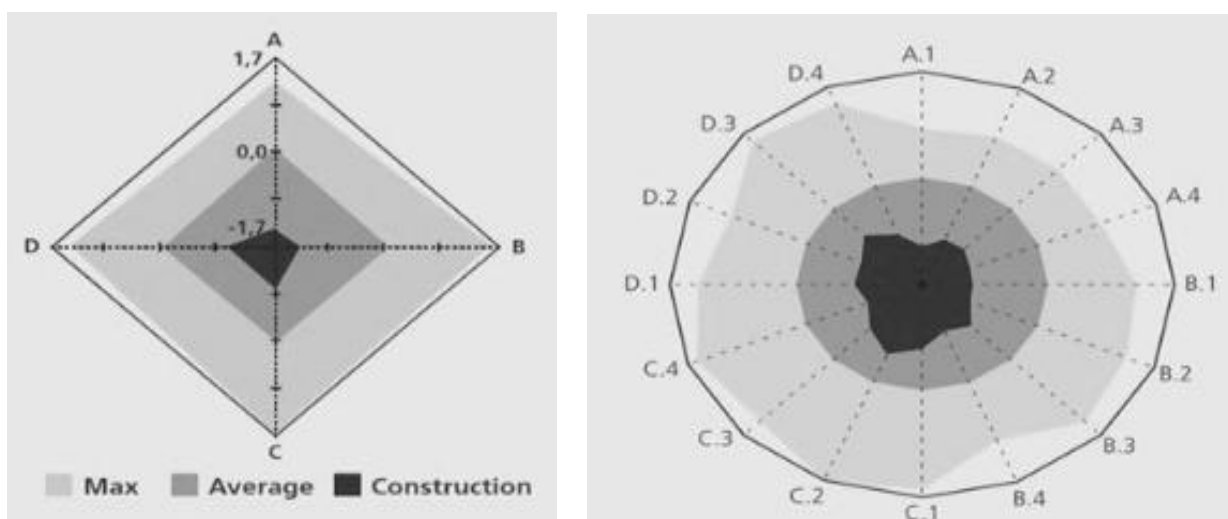 A
1,7
0,0
-1,7
D
B
C
Max Average Construction
A.1
D.4
A.2
D.3
A.3
D.2
A.4
D.1
B.1
C.4
B.2
C.3
B.3
C.2
B.4
C.1